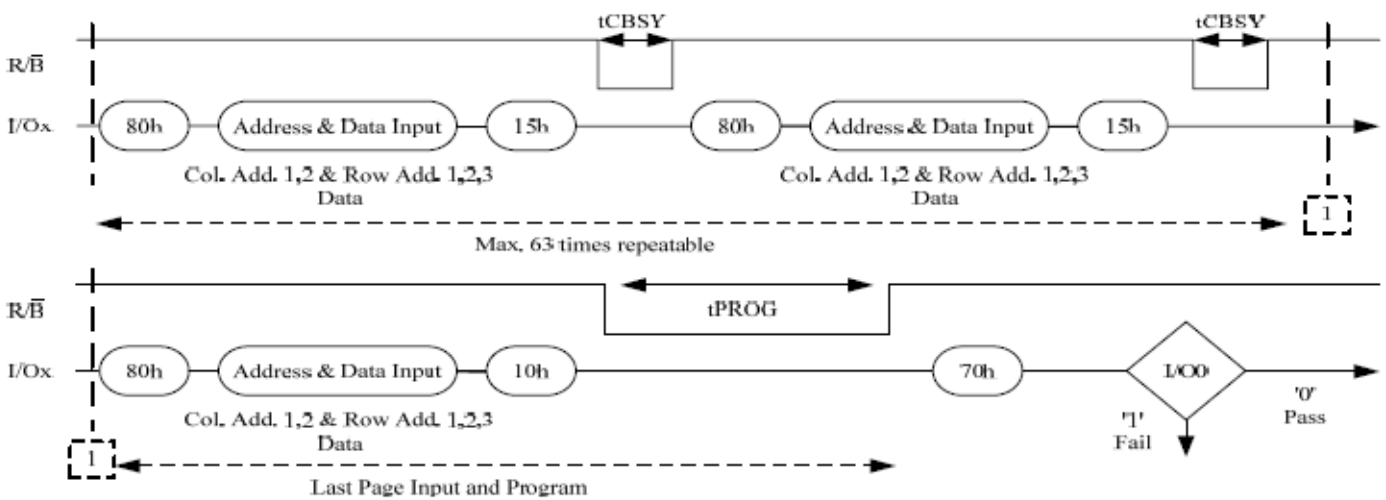 tCBSY tCBSY
R/B̅
I/Ox 80h Address & Data Input 15h 80h Address & Data Input 15h
Col. Add. 1,2 & Row Add. 1,2,3 Col. Add. 1,2 & Row Add. 1,2,3
Data Data
1
Max. 63 times repeatable
R/B̅
tPROG
I/Ox 80h Address & Data Input 10h 70h I/O0
'0'
Pass
'1'
Fail
Col. Add. 1,2 & Row Add. 1,2,3
Data
1
Last Page Input and Program